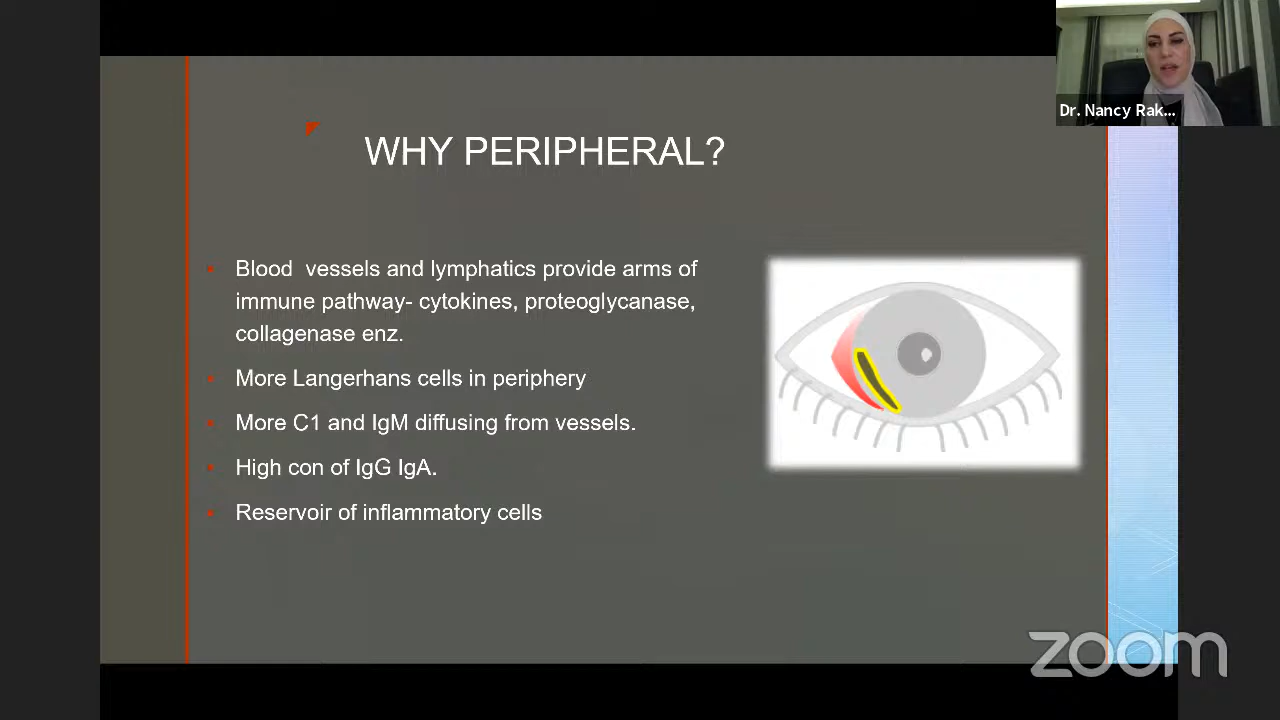 Dr. Nancy Rak...
WHY PERIPHERAL?
Blood vessels and lymphatics provide arms of
immune pathway- cytokines, proteoglycanase,
collagenase enz.
More Langerhans cells in periphery
More C1 and IgM diffusing from vessels.
High con of IgG IgA.
Reservoir of inflammatory cells
zoom